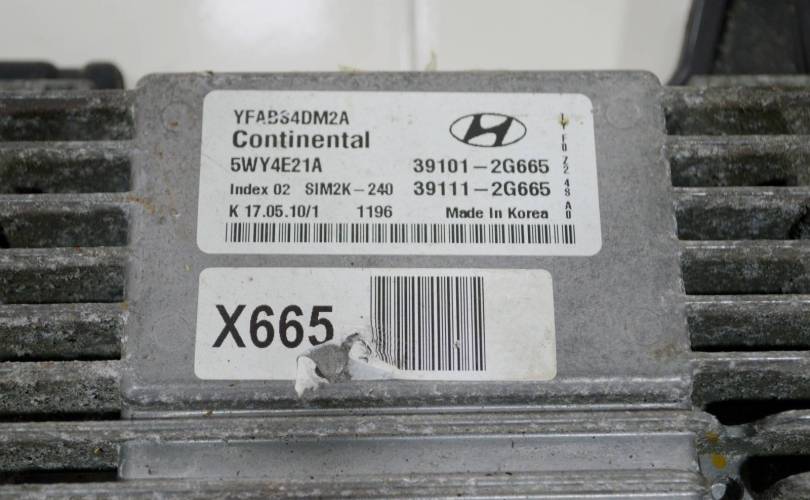 YFABS4DM2A
Continental
5WY4E21A 39101-2G665
Index 02 SIM2K-240 39111-2G665
K 17.05.10/1 1196 Made In Korea
X665